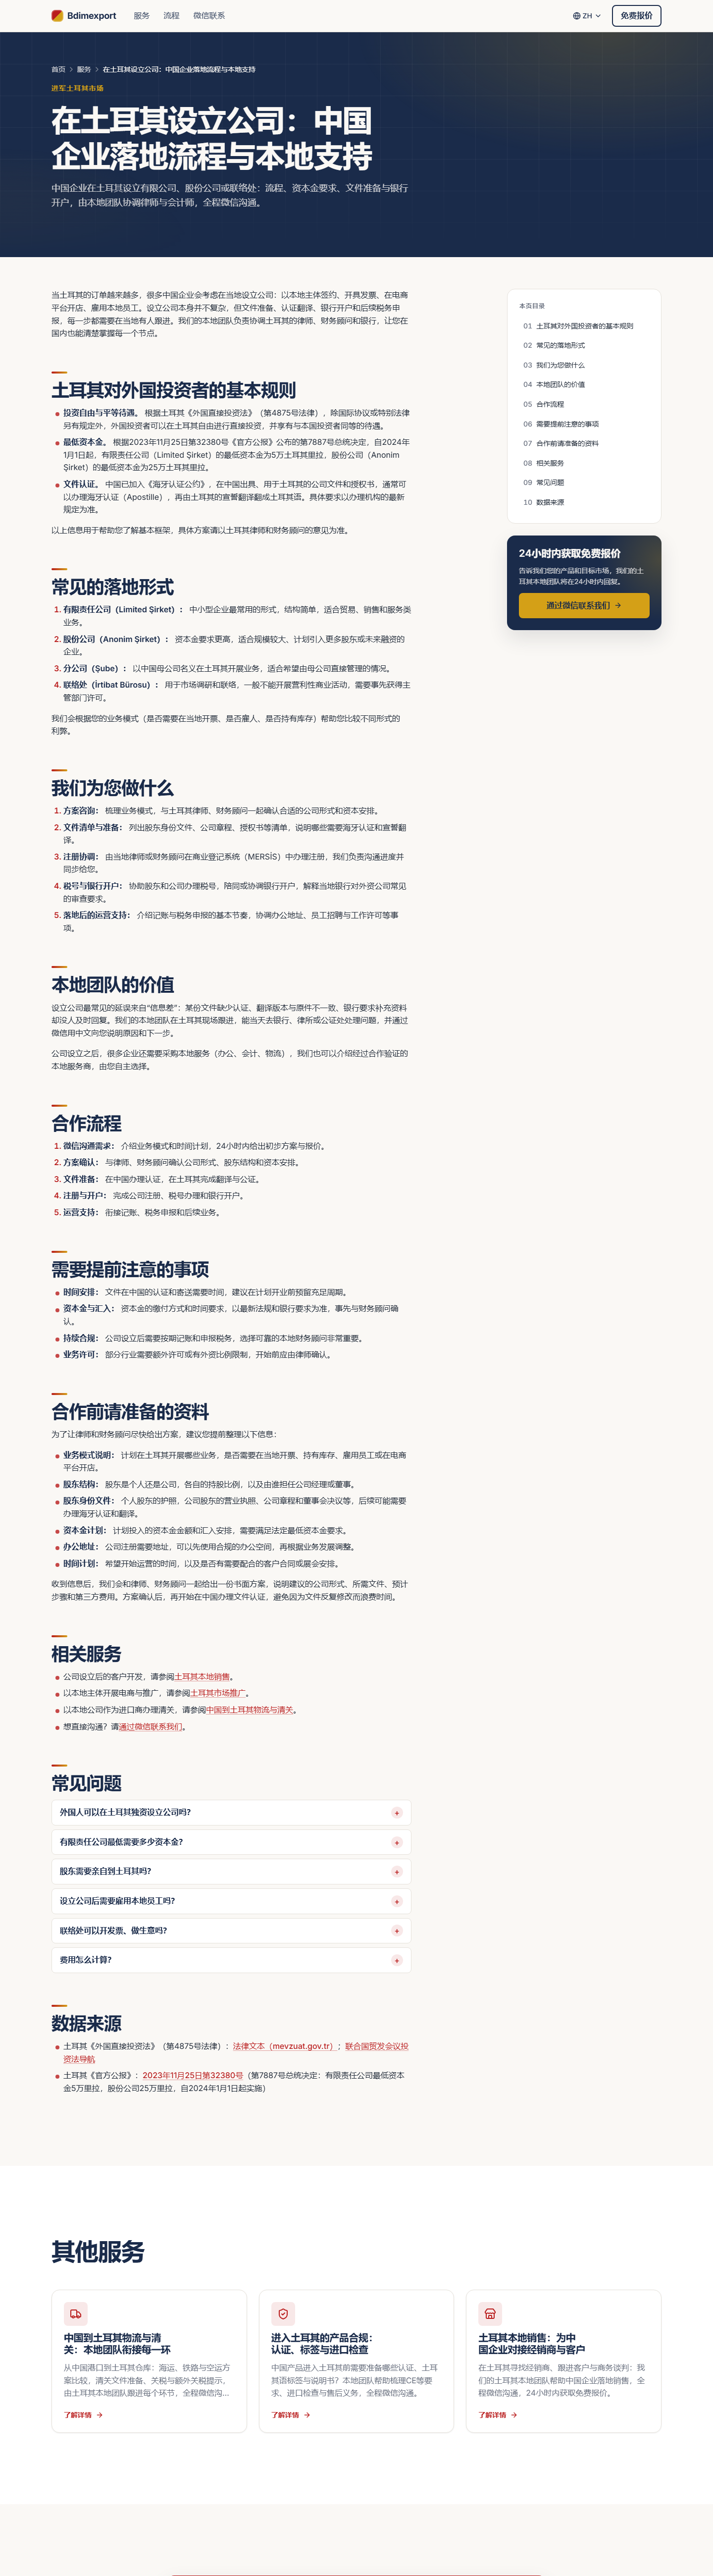 Bdimexport 服务 流程 微信联系 ZH 免费报价
首页 > 服务 > 在土耳其设立公司：中国企业落地流程与本地支持
进军土耳其市场
在土耳其设立公司：中国
企业落地流程与本地支持
中国企业在土耳其设立有限公司、股份公司或联络处：流程、资本金要求、文件准备与银行
开户，由本地团队协调律师与会计师，全程微信沟通。
当土耳其的订单越来越多，很多中国企业会考虑在当地设立公司：以本地主体签约、开具发票、在电商
平台开店、雇用本地员工。设立公司本身并不复杂，但文件准备、认证翻译、银行开户和后续税务申
报，每一步都需要在当地有人跟进。我们的本地团队负责协调土耳其的律师、财务顾问和银行，让您在
国内也能清楚掌握每一个节点。
土耳其对外国投资者的基本规则
投资自由与平等待遇。 根据土耳其《外国直接投资法》（第4875号法律），除国际协议或特别法律
另有规定外，外国投资者可以在土耳其自由进行直接投资，并享有与本国投资者同等的待遇。
最低资本金。 根据2023年11月25日第32380号《官方公报》公布的第7887号总统决定，自2024年
1月1日起，有限责任公司（Limited Şirket）的最低资本金为5万土耳其里拉，股份公司（Anonim
Şirket）的最低资本金为25万土耳其里拉。
文件认证。 中国已加入《海牙认证公约》，在中国出具、用于土耳其的公司文件和授权书，通常可
以办理海牙认证（Apostille），再由土耳其的宣誓翻译翻成土耳其语。具体要求以办理机构的最新
规定为准。
以上信息用于帮助您了解基本框架，具体方案请以土耳其律师和财务顾问的意见为准。
常见的落地形式
1. 有限责任公司（Limited Şirket）： 中小型企业最常用的形式，结构简单，适合贸易、销售和服务类
业务。
2. 股份公司（Anonim Şirket）： 资本金要求更高，适合规模较大、计划引入更多股东或未来融资的
企业。
3. 分公司（Şube）： 以中国母公司名义在土耳其开展业务，适合希望由母公司直接管理的情况。
4. 联络处（İrtibat Bürosu）： 用于市场调研和联络，一般不能开展营利性商业活动，需要事先获得主
管部门许可。
我们会根据您的业务模式（是否需要在当地开票、是否雇人、是否持有库存）帮助您比较不同形式的
利弊。
我们为您做什么
1. 方案咨询： 梳理业务模式，与土耳其律师、财务顾问一起确认合适的公司形式和资本安排。
2. 文件清单与准备： 列出股东身份文件、公司章程、授权书等清单，说明哪些需要海牙认证和宣誓翻
译。
3. 注册协调： 由当地律师或财务顾问在商业登记系统（MERSİS）中办理注册，我们负责沟通进度并
同步给您。
4. 税号与银行开户： 协助股东和公司办理税号，陪同或协调银行开户，解释当地银行对外资公司常见
的审查要求。
5. 落地后的运营支持： 介绍记账与税务申报的基本节奏，协调办公地址、员工招聘与工作许可等事
项。
本地团队的价值
设立公司最常见的延误来自“信息差”：某份文件缺少认证、翻译版本与原件不一致、银行要求补充资料
却没人及时回复。我们的本地团队在土耳其现场跟进，能当天去银行、律所或公证处处理问题，并通过
微信用中文向您说明原因和下一步。
公司设立之后，很多企业还需要采购本地服务（办公、会计、物流），我们也可以介绍经过合作验证的
本地服务商，由您自主选择。
合作流程
1. 微信沟通需求： 介绍业务模式和时间计划，24小时内给出初步方案与报价。
2. 方案确认： 与律师、财务顾问确认公司形式、股东结构和资本安排。
3. 文件准备： 在中国办理认证，在土耳其完成翻译与公证。
4. 注册与开户： 完成公司注册、税号办理和银行开户。
5. 运营支持： 衔接记账、税务申报和后续业务。
需要提前注意的事项
时间安排： 文件在中国的认证和寄送需要时间，建议在计划开业前预留充足周期。
资本金与汇入： 资本金的缴付方式和时间要求，以最新法规和银行要求为准，事先与财务顾问确
认。
持续合规： 公司设立后需要按期记账和申报税务，选择可靠的本地财务顾问非常重要。
业务许可： 部分行业需要额外许可或有外资比例限制，开始前应由律师确认。
合作前请准备的资料
为了让律师和财务顾问尽快给出方案，建议您提前整理以下信息：
业务模式说明： 计划在土耳其开展哪些业务，是否需要在当地开票、持有库存、雇用员工或在电商
平台开店。
股东结构： 股东是个人还是公司，各自的持股比例，以及由谁担任公司经理或董事。
股东身份文件： 个人股东的护照，公司股东的营业执照、公司章程和董事会决议等，后续可能需要
办理海牙认证和翻译。
资本金计划： 计划投入的资本金金额和汇入安排，需要满足法定最低资本金要求。
办公地址： 公司注册需要地址，可以先使用合规的办公空间，再根据业务发展调整。
时间计划： 希望开始运营的时间，以及是否有需要配合的客户合同或展会安排。
收到信息后，我们会和律师、财务顾问一起给出一份书面方案，说明建议的公司形式、所需文件、预计
步骤和第三方费用。方案确认后，再开始在中国办理文件认证，避免因为文件反复修改而浪费时间。
相关服务
公司设立后的客户开发，请参阅土耳其本地销售。
以本地主体开展电商与推广，请参阅土耳其市场推广。
以本地公司作为进口商办理清关，请参阅中国到土耳其物流与清关。
想直接沟通？请通过微信联系我们。
常见问题
外国人可以在土耳其独资设立公司吗?
有限责任公司最低需要多少资本金?
股东需要亲自到土耳其吗?
设立公司后需要雇用本地员工吗?
联络处可以开发票、做生意吗?
费用怎么计算?
数据来源
土耳其《外国直接投资法》（第4875号法律）：法律文本（mevzuat.gov.tr）；联合国贸发会议投
资法导航
土耳其《官方公报》：2023年11月25日第32380号（第7887号总统决定：有限责任公司最低资本
金5万里拉，股份公司25万里拉，自2024年1月1日起实施）
本页目录
01 土耳其对外国投资者的基本规则
02 常见的落地形式
03 我们为您做什么
04 本地团队的价值
05 合作流程
06 需要提前注意的事项
07 合作前请准备的资料
08 相关服务
09 常见问题
10 数据来源
24小时内获取免费报价
告诉我们您的产品和目标市场，我们的土
耳其本地团队将在24小时内回复。
通过微信联系我们 →
其他服务
中国到土耳其物流与清
关：本地团队衔接每一环
从中国港口到土耳其仓库：海运、铁路与空运方
案比较，清关文件准备、关税与额外关税提示，
由土耳其本地团队跟进每个环节，全程微信沟…
了解详情 →
进入土耳其的产品合规：
认证、标签与进口检查
中国产品进入土耳其前需要准备哪些认证、土耳
其语标签与说明书？本地团队帮助梳理CE等要
求、进口检查与售后义务，全程微信沟通。
了解详情 →
土耳其本地销售：为中
国企业对接经销商与客户
在土耳其寻找经销商、跟进客户与商务谈判：我
们的土耳其本地团队帮助中国企业落地销售，全
程微信沟通，24小时内获取免费报价。
了解详情 →